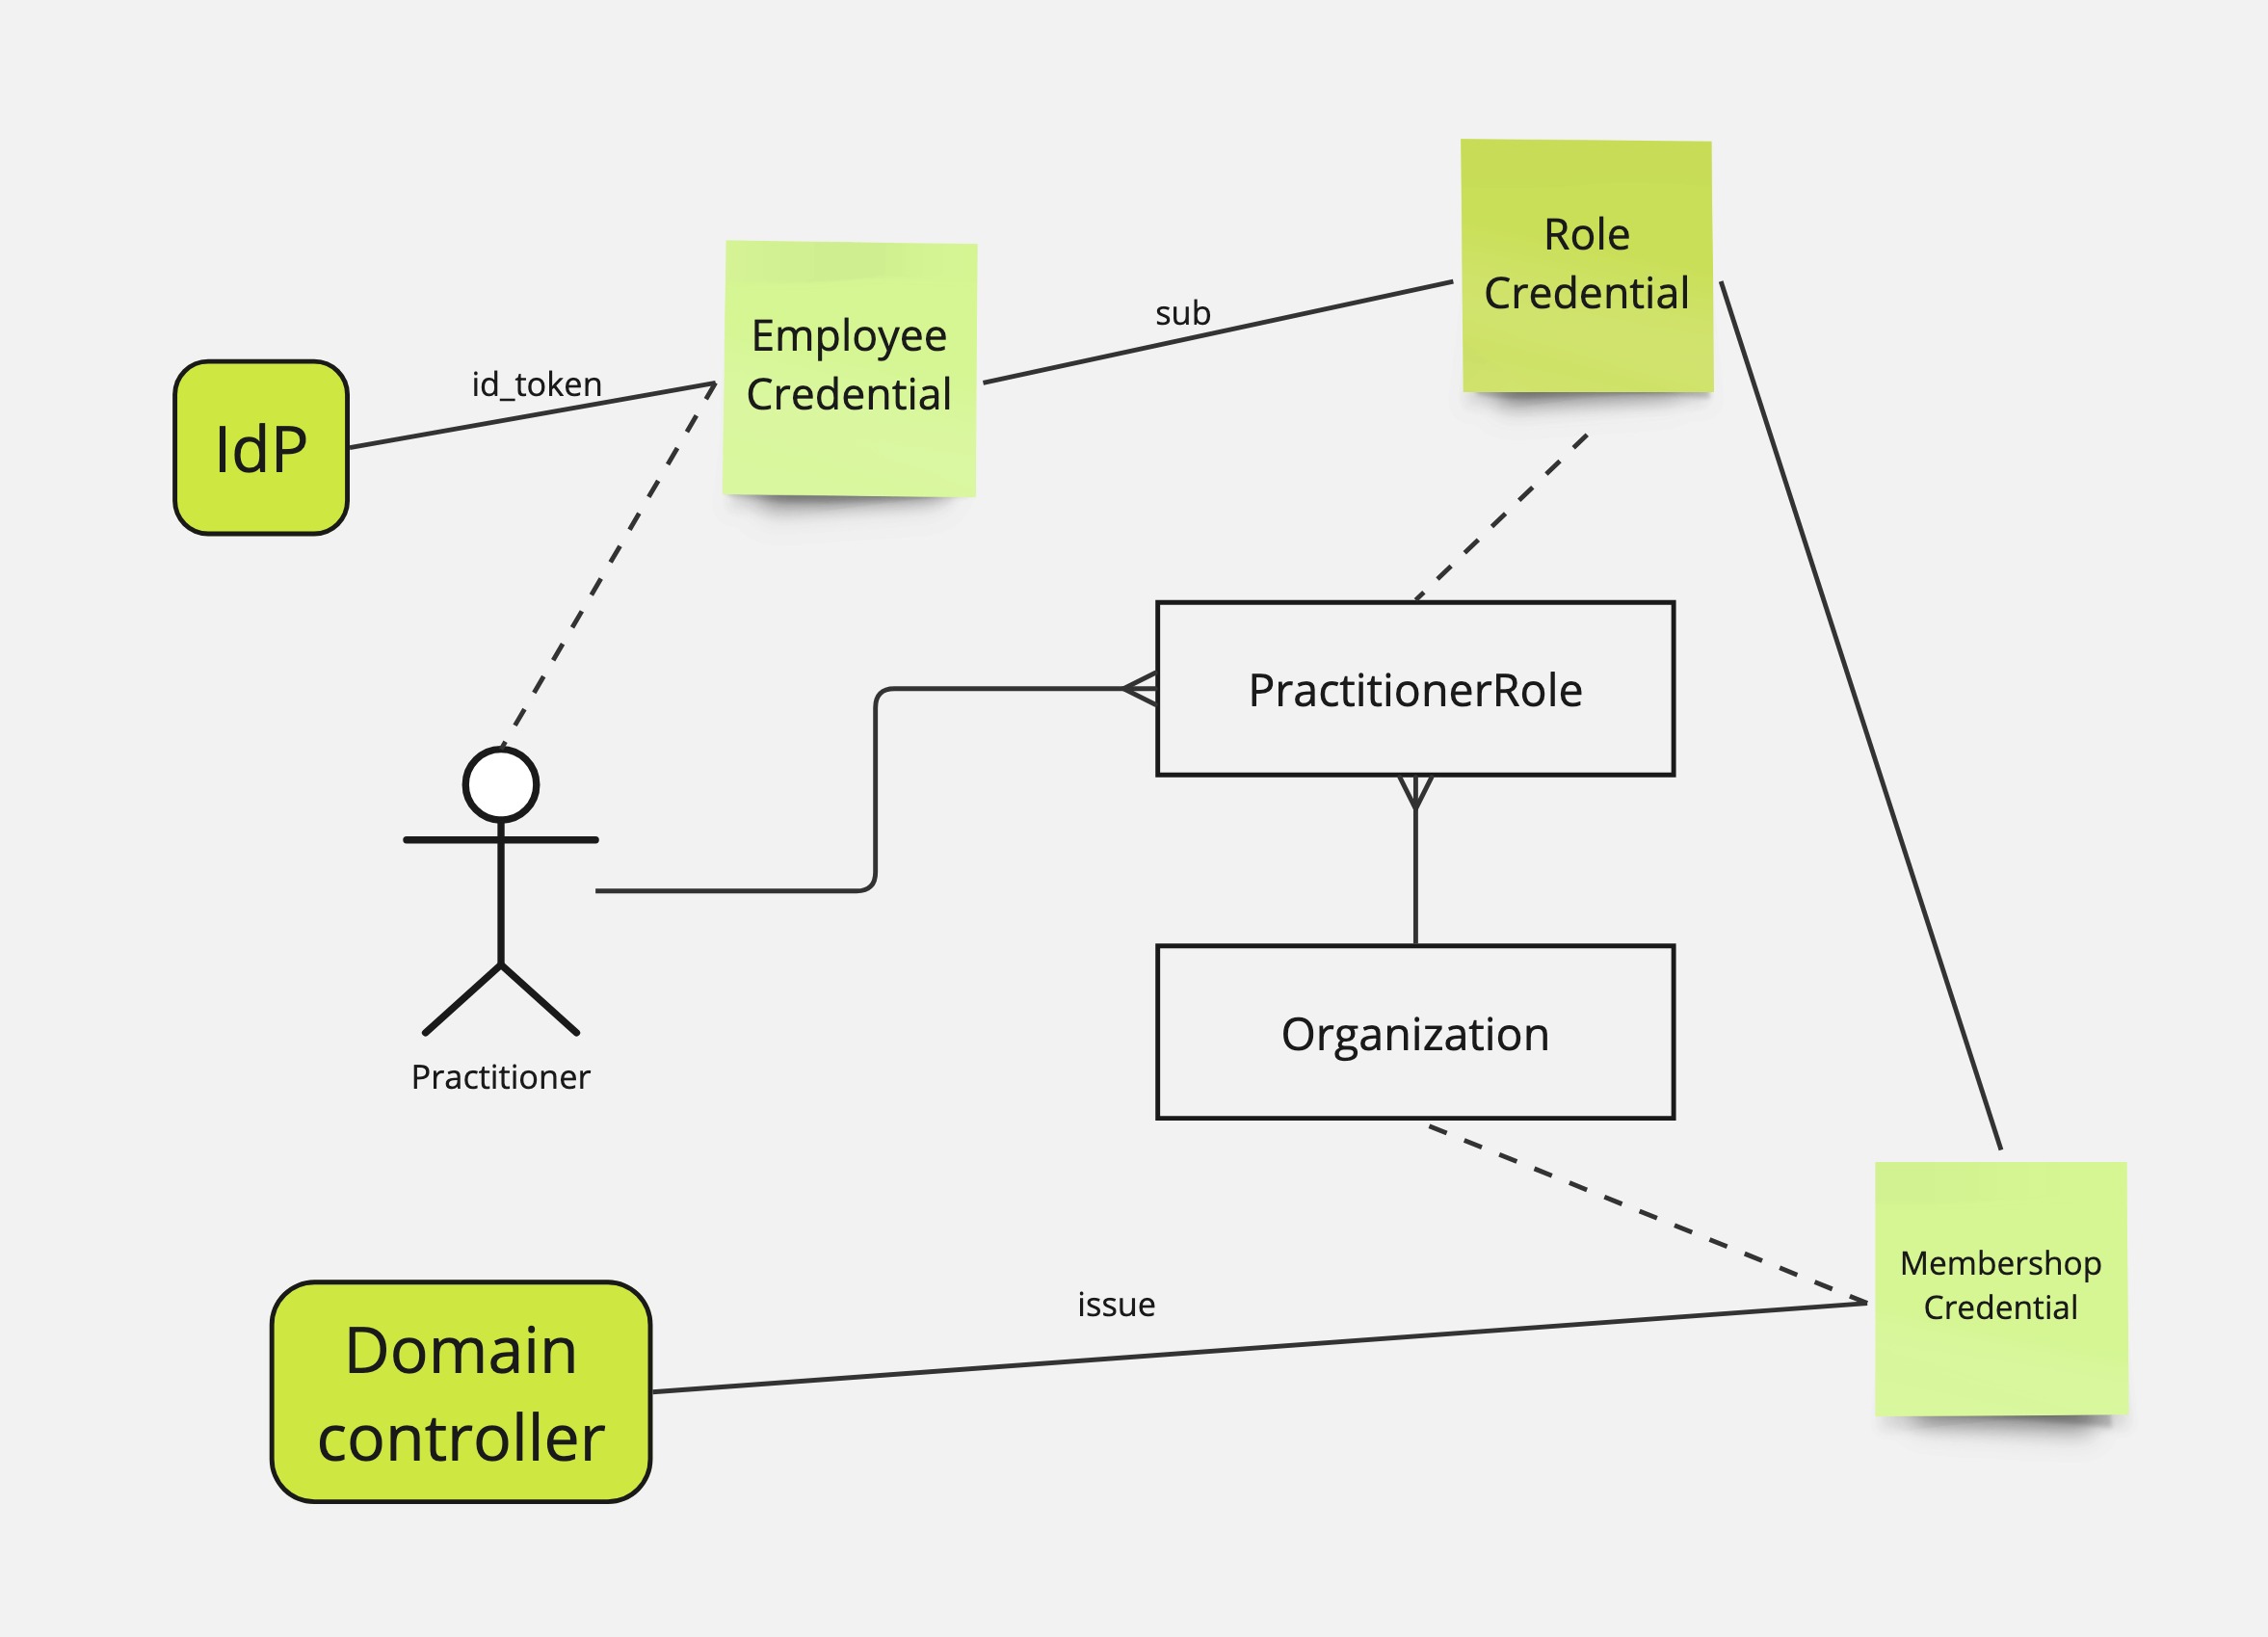 Role
Credential
sub
Employee
Credential
id_token
IdP
PractitionerRole
Organization
Practitioner
Membershop
Credential
issue
Domain
controller